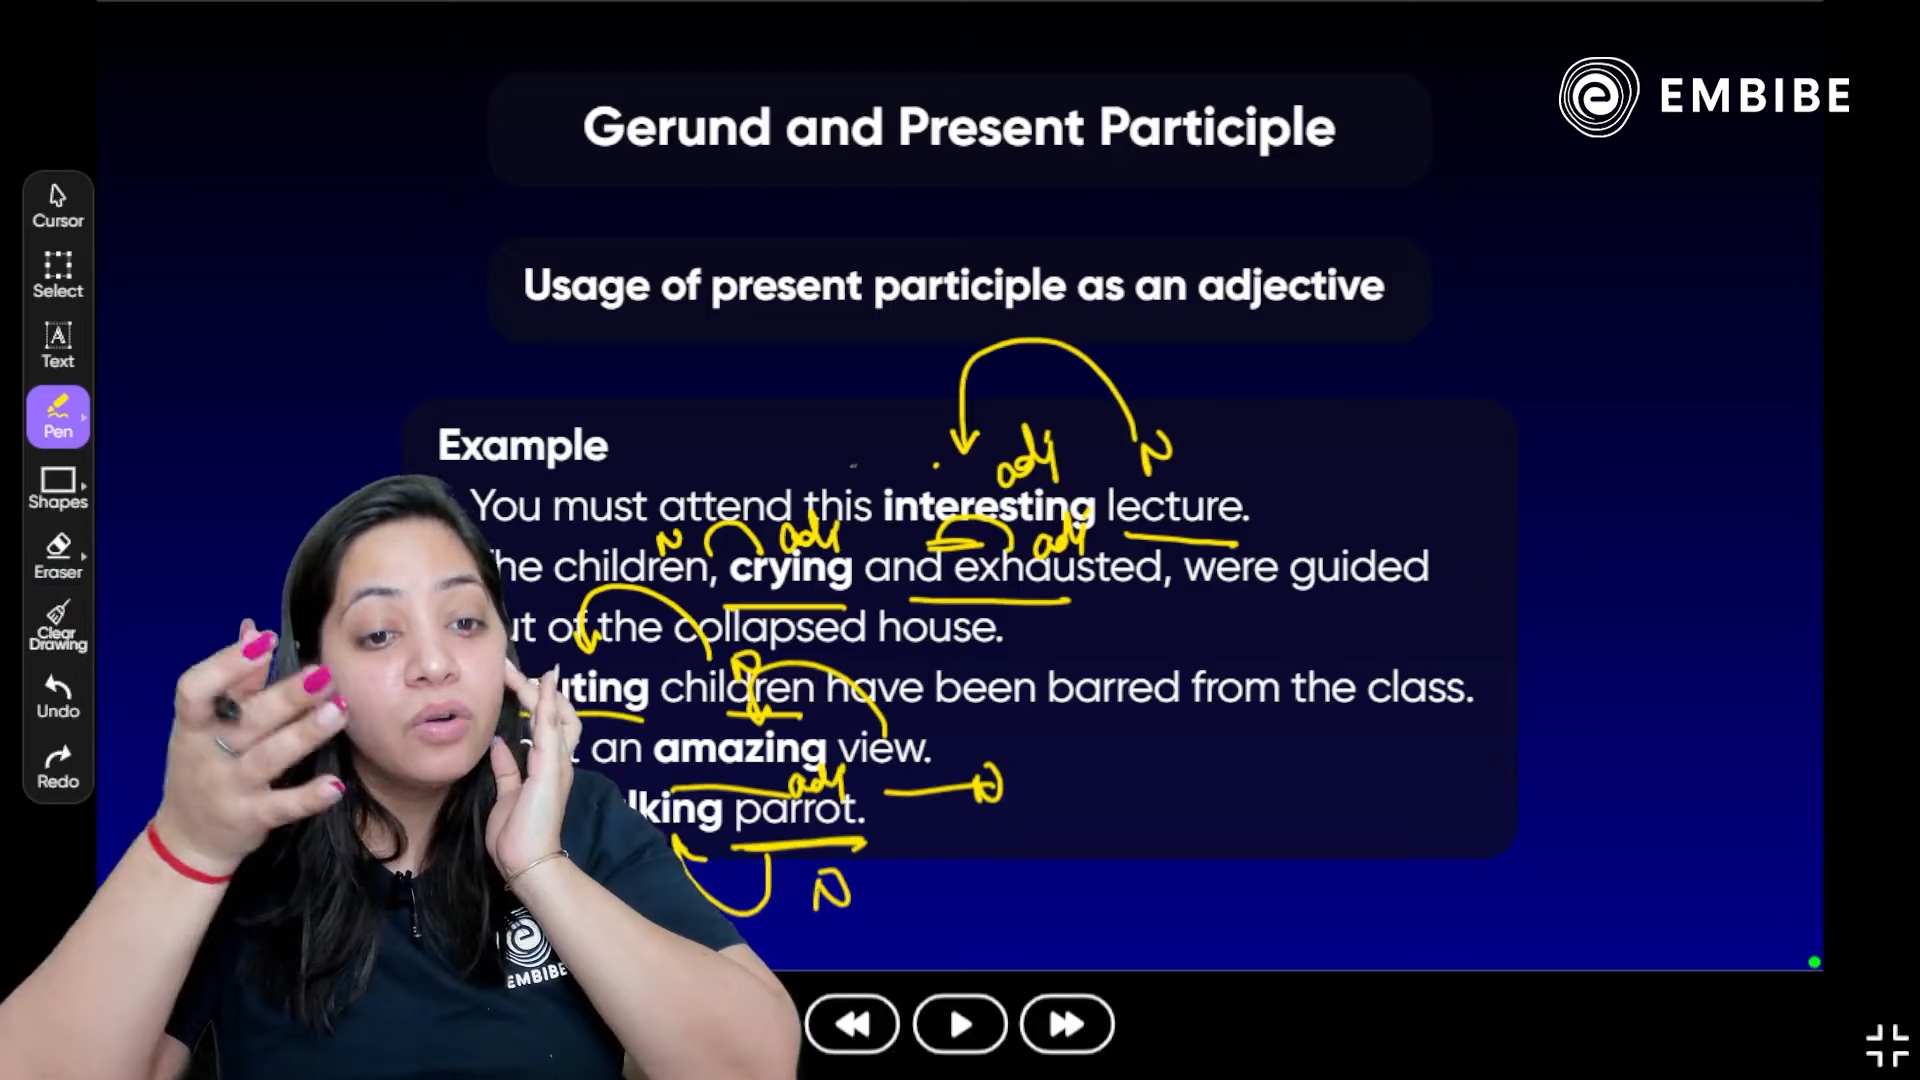 EMBIBE
Gerund and Present Participle
Usage of present participle as an adjective
Cursor
Select
Text
Pen
Shapes
Eraser
Clear
Drawing
Undo
Redo
Example
adj N
You must attend this interesting lecture.
N adj adj
he children, crying and exhausted, were guided
ut of the collapsed house.
uting children have been barred from the class.
an amazing view.
adj N
lking parrot.
N
EMBIBE